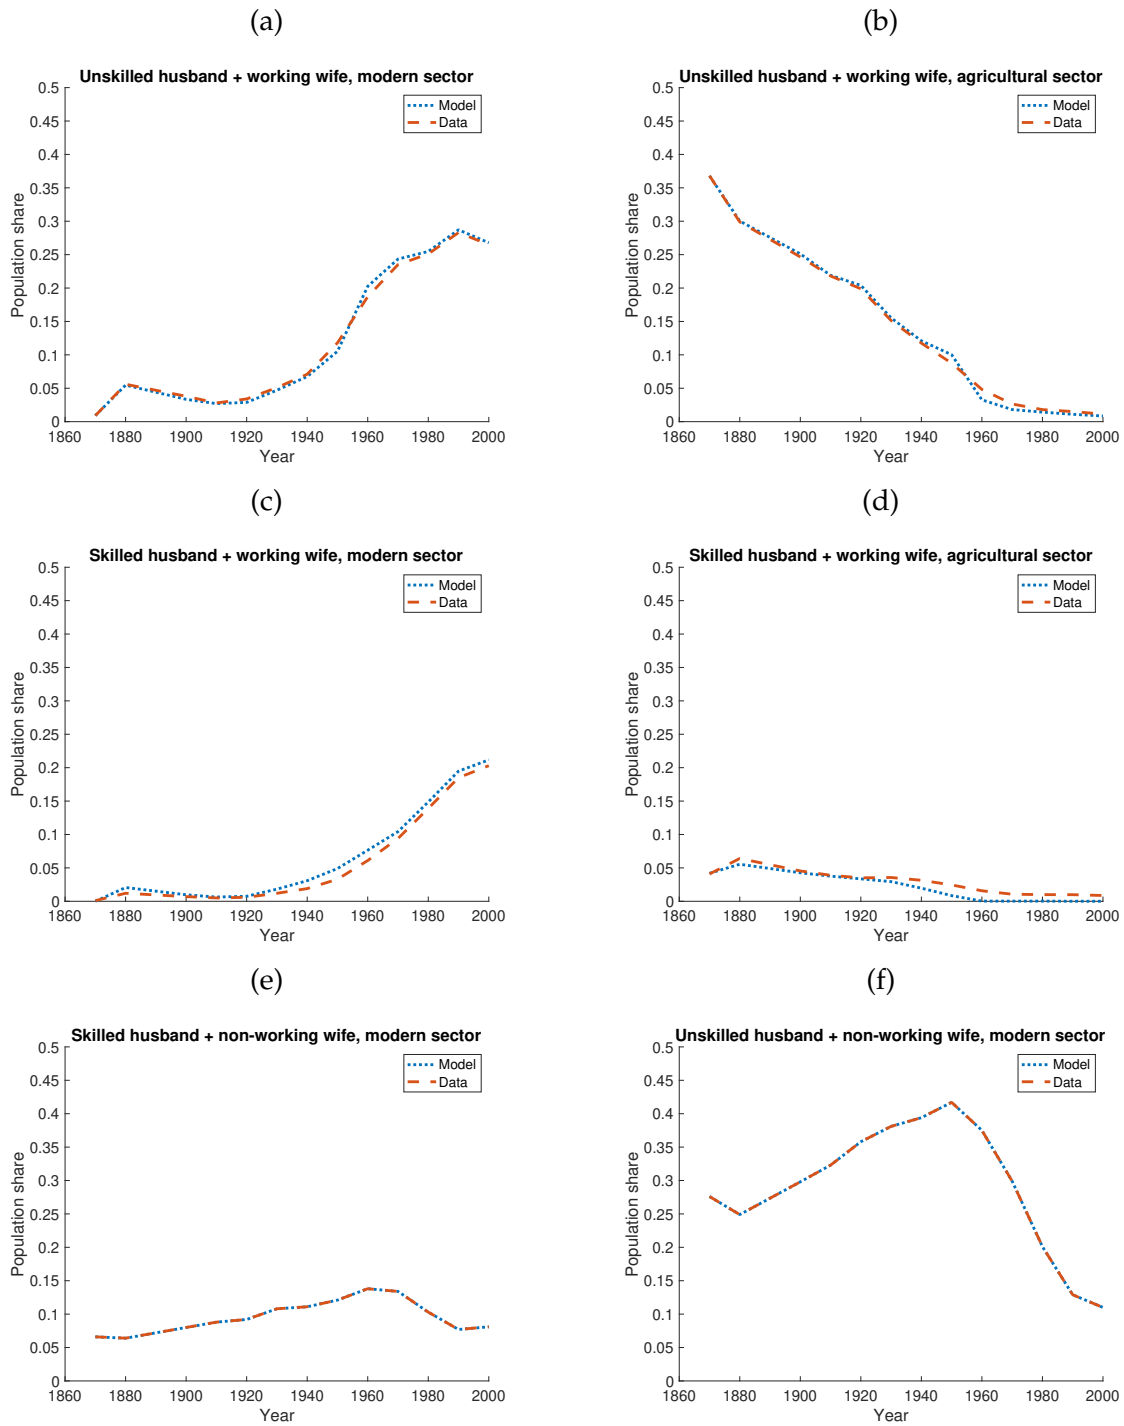 (a)
Unskilled husband + working wife, modern sector
0.5
0.45
0.4
0.35
0.3
0.25
0.2
0.15
0.1
0.05
0
Population share
Model
Data
1860 1880 1900 1920 1940 1960 1980 2000
Year
(b)
Unskilled husband + working wife, agricultural sector
0.5
0.45
0.4
0.35
0.3
0.25
0.2
0.15
0.1
0.05
0
Population share
Model
Data
1860 1880 1900 1920 1940 1960 1980 2000
Year
(c)
Skilled husband + working wife, modern sector
0.5
0.45
0.4
0.35
0.3
0.25
0.2
0.15
0.1
0.05
0
Population share
Model
Data
1860 1880 1900 1920 1940 1960 1980 2000
Year
(d)
Skilled husband + working wife, agricultural sector
0.5
0.45
0.4
0.35
0.3
0.25
0.2
0.15
0.1
0.05
0
Population share
Model
Data
1860 1880 1900 1920 1940 1960 1980 2000
Year
(e)
Skilled husband + non-working wife, modern sector
0.5
0.45
0.4
0.35
0.3
0.25
0.2
0.15
0.1
0.05
0
Population share
Model
Data
1860 1880 1900 1920 1940 1960 1980 2000
Year
(f)
Unskilled husband + non-working wife, modern sector
0.5
0.45
0.4
0.35
0.3
0.25
0.2
0.15
0.1
0.05
0
Population share
Model
Data
1860 1880 1900 1920 1940 1960 1980 2000
Year